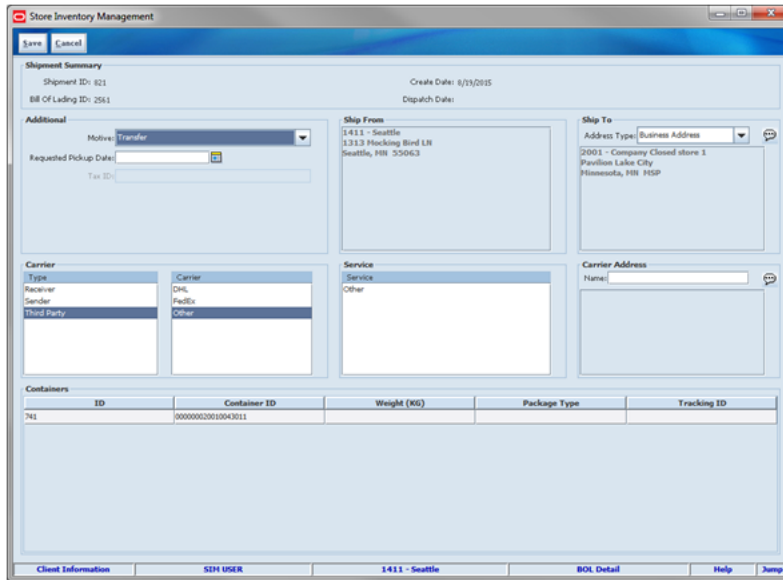 Store Inventory Management
Save Cancel
Shipment Summary
Shipment ID: 821 Create Date: 8/19/2015
Bill Of Lading ID: 2561 Dispatch Date:
Additional Ship From Ship To
Motive: Transfer 1411 - Seattle Address Type: Business Address
1313 Mocking Bird LN
Requested Pickup Date: Seattle, MN 55063 2001 - Company Closed store 1
Pavilion Lake City
Tax ID: Minnesota, MN MSP
Carrier Service Carrier Address
Type Carrier Service Name:
Receiver DHL Other
Sender FedEx
Third Party Other
Containers
ID Container ID Weight (KG) Package Type Tracking ID
741 000000020010043011
Client Information SIM USER 1411 - Seattle BOL Detail Help Jump